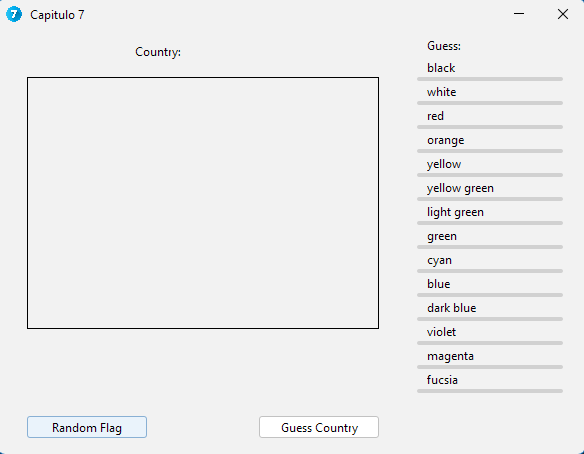 7 Capitulo 7
Country:
Guess:
black
white
red
orange
yellow
yellow green
light green
green
cyan
blue
dark blue
violet
magenta
fucsia
Random Flag
Guess Country